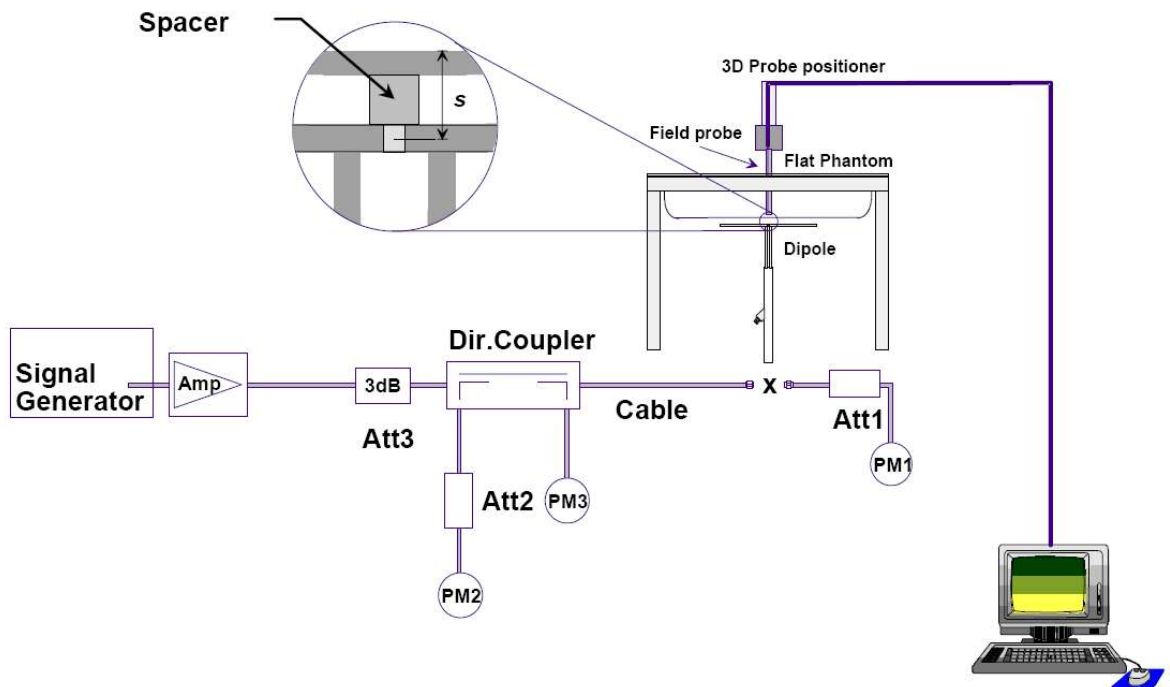 Spacer
s
3D Probe positioner
Field probe
Flat Phantom
Dipole
Signal
Generator
Amp
3dB
Att3
Dir.Coupler
Cable
x
Att1
PM1
Att2
PM3
PM2